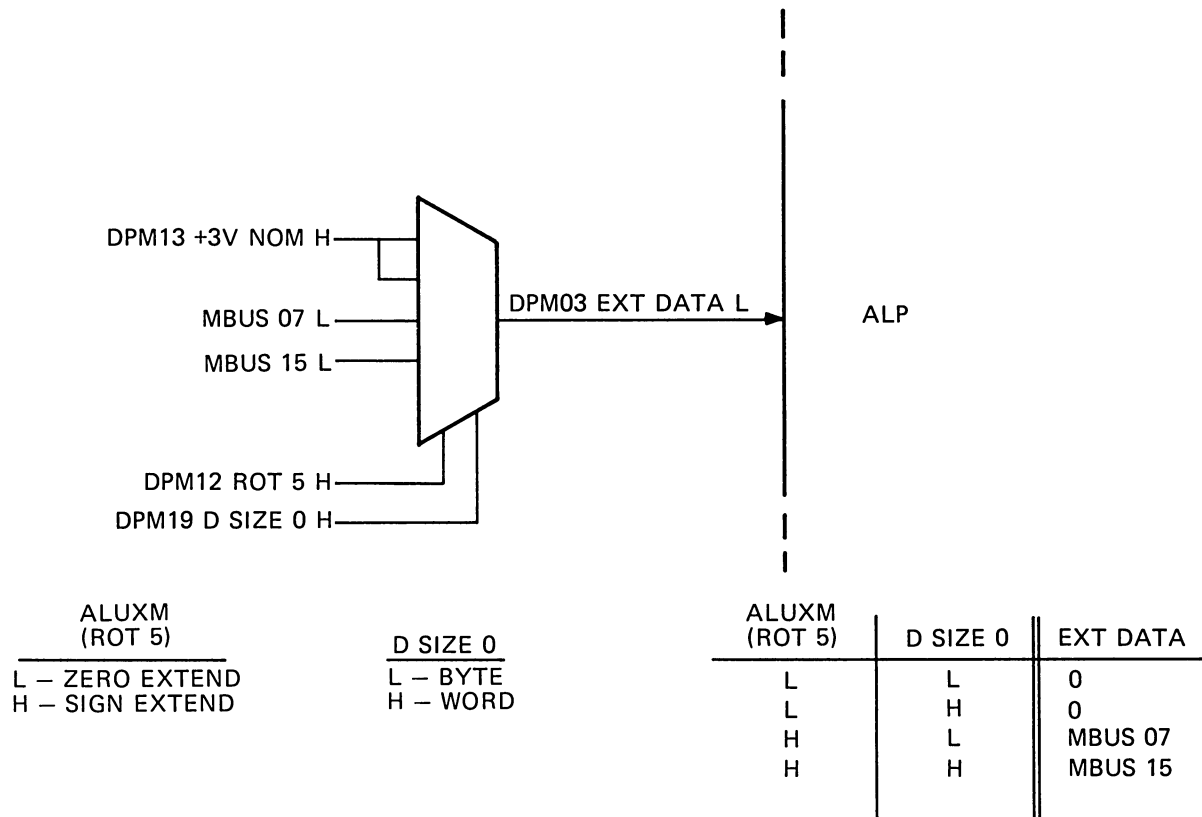 DPM13 +3V NOM H
MBUS 07 L
MBUS 15 L
DPM12 ROT 5 H
DPM19 D SIZE 0 H
DPM03 EXT DATA L
ALP
ALUXM
(ROT 5)
L – ZERO EXTEND
H – SIGN EXTEND
D SIZE 0
L – BYTE
H – WORD
ALUXM
(ROT 5) D SIZE 0 EXT DATA
L L 0
L H 0
H L MBUS 07
H H MBUS 15